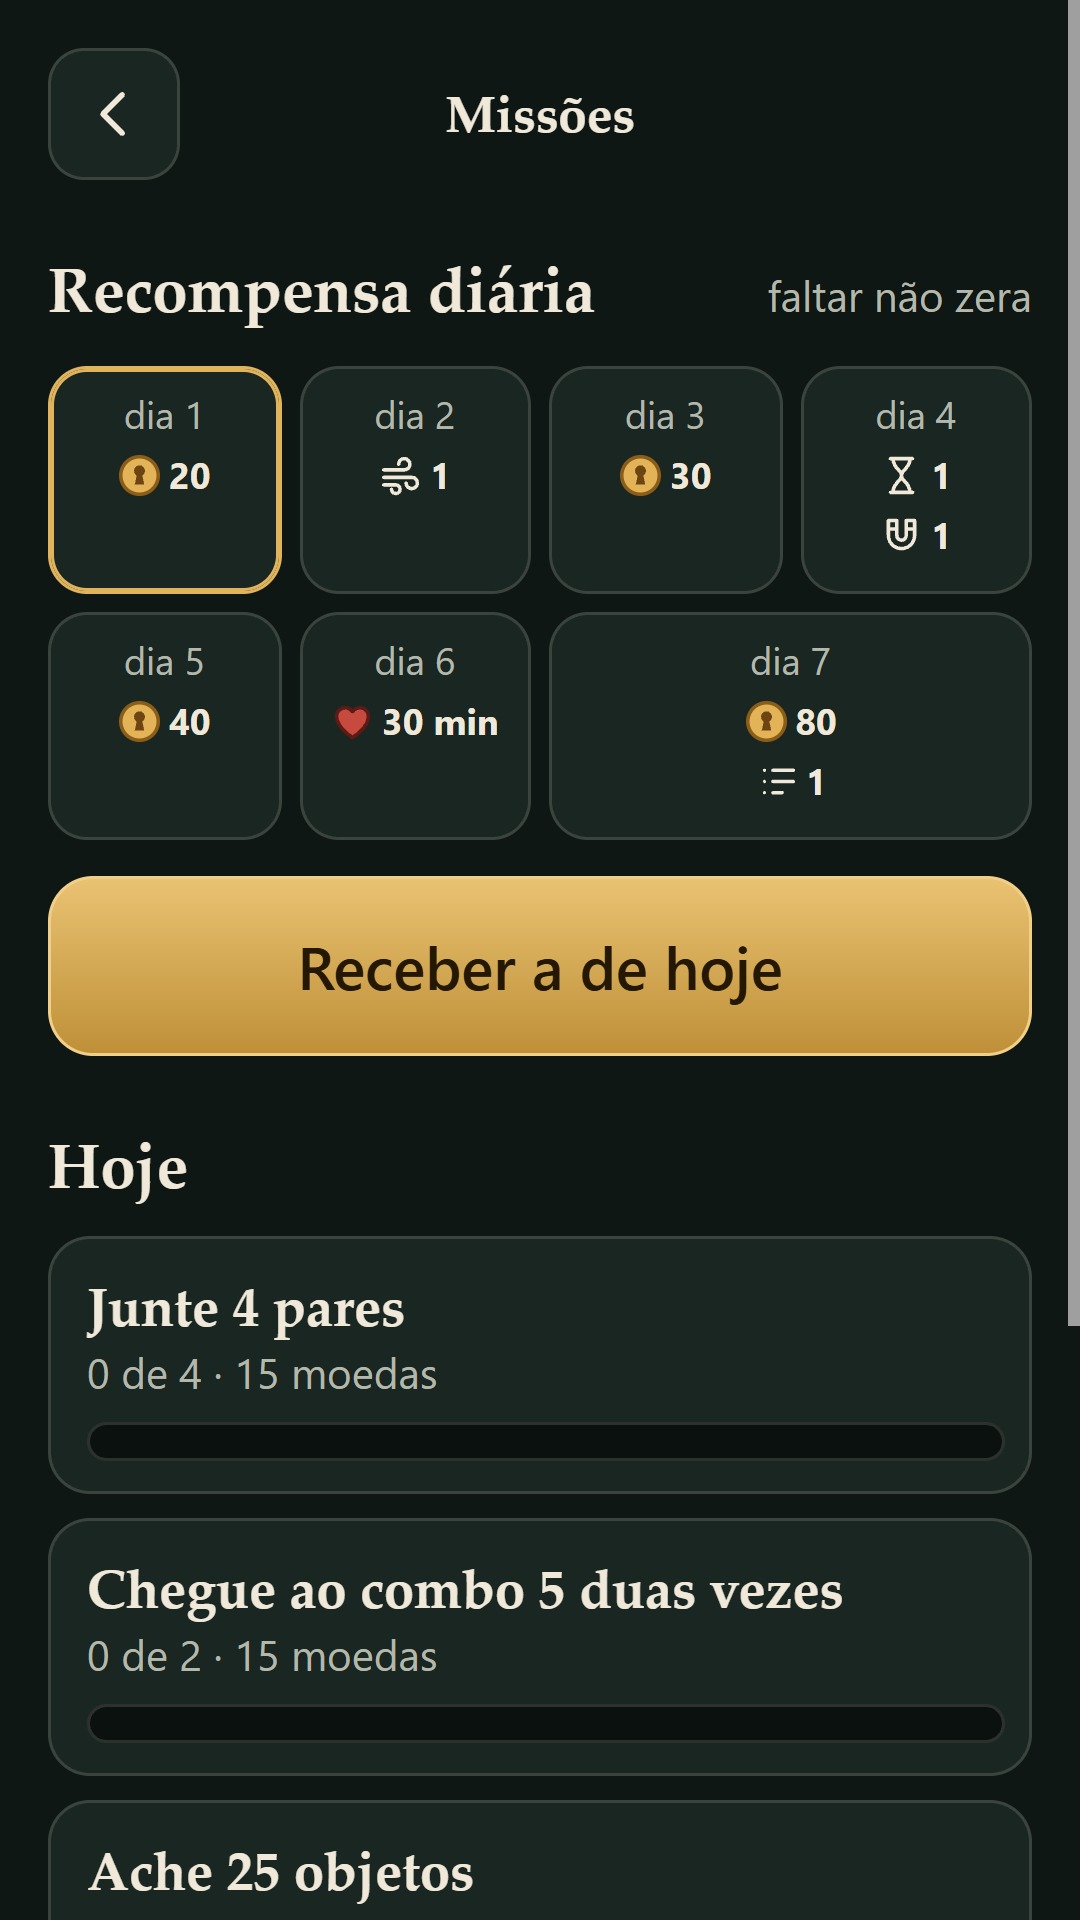 Missões
Recompensa diária
faltar não zera
dia 1
20
dia 2
1
dia 3
30
dia 4
1
1
dia 5
40
dia 6
30 min
dia 7
80
1
Receber a de hoje
Hoje
Junte 4 pares
0 de 4 · 15 moedas
Chegue ao combo 5 duas vezes
0 de 2 · 15 moedas
Ache 25 objetos